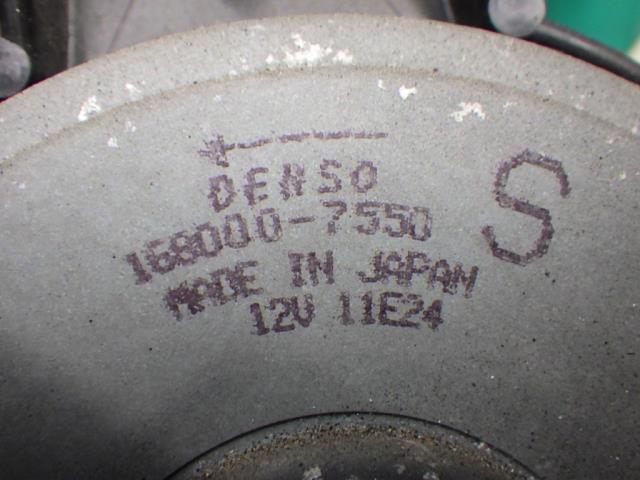 DENSO
168000-7550
MADE IN JAPAN
12V 11E24
S